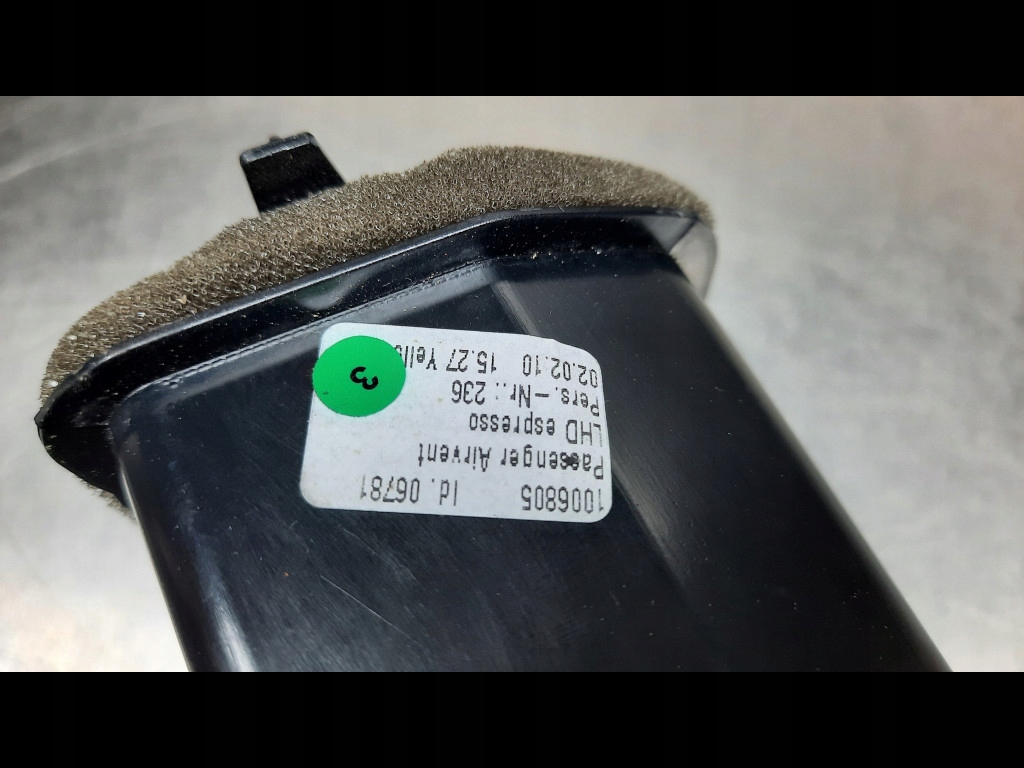 1006805 Id. 06781
Passenger Airvent
LHD espresso
Pers.-Nr.: 236
02.02.10 15.27
3